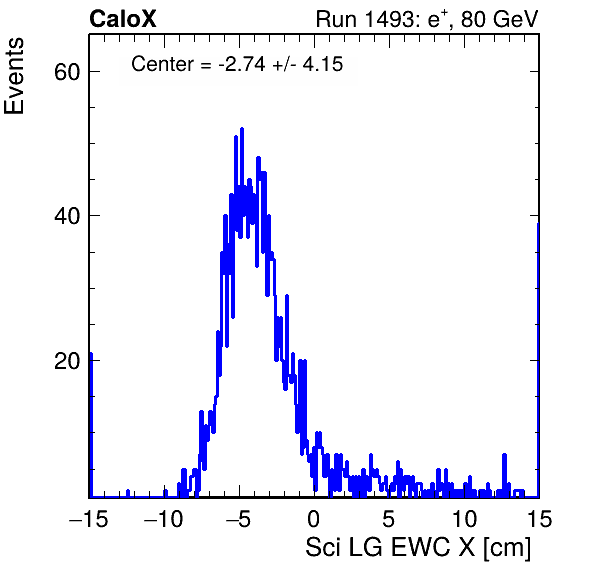 CaloX Run 1493: e⁺, 80 GeV
Center = -2.74 +/- 4.15
Events
60
40
20
−15 −10 −5 0 5 10 15
Sci LG EWC X [cm]